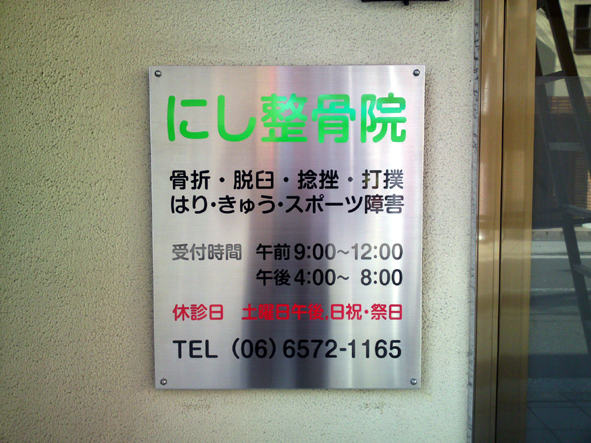 にし整骨院
骨折・脱臼・捻挫・打撲
はり・きゅう・スポーツ障害
受付時間 午前9:00～12:00
午後4:00～ 8:00
休診日 土曜日午後,日祝・祭日
TEL (06)6572-1165